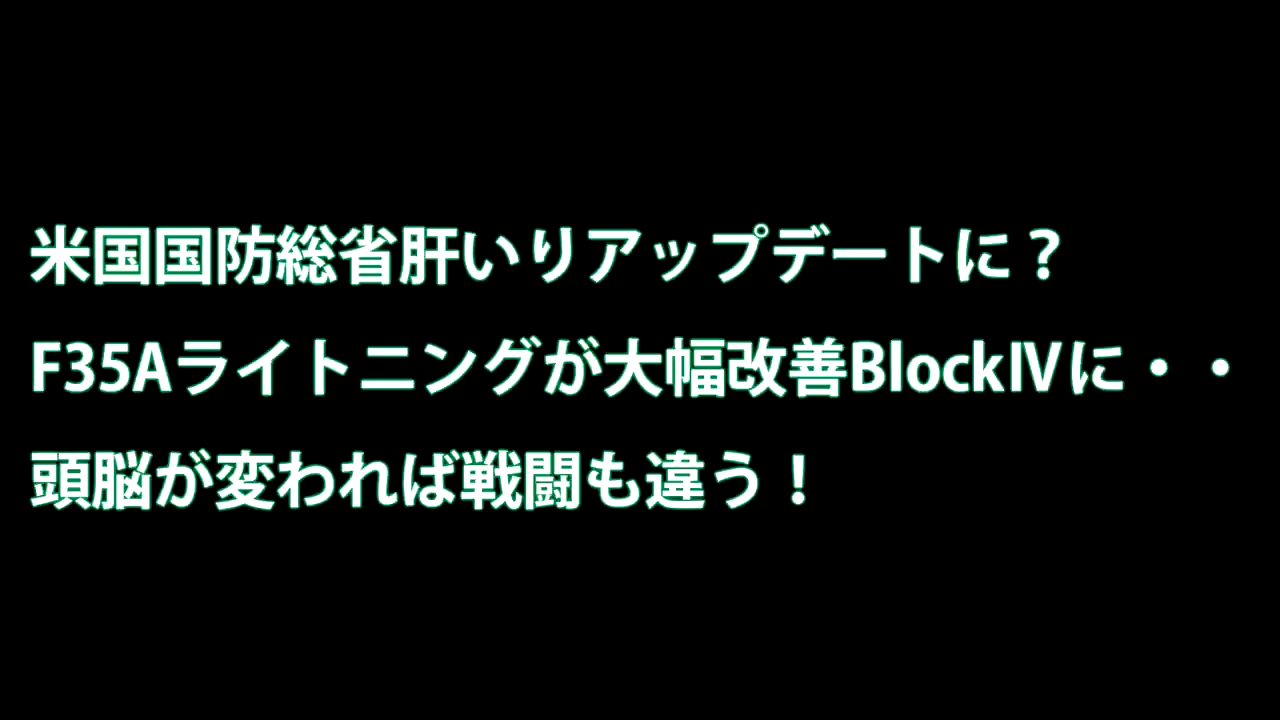 米国国防総省肝いりアップデートに？
F35Aライトニングが大幅改善BlockⅣに・・
頭脳が変われば戦闘も違う！